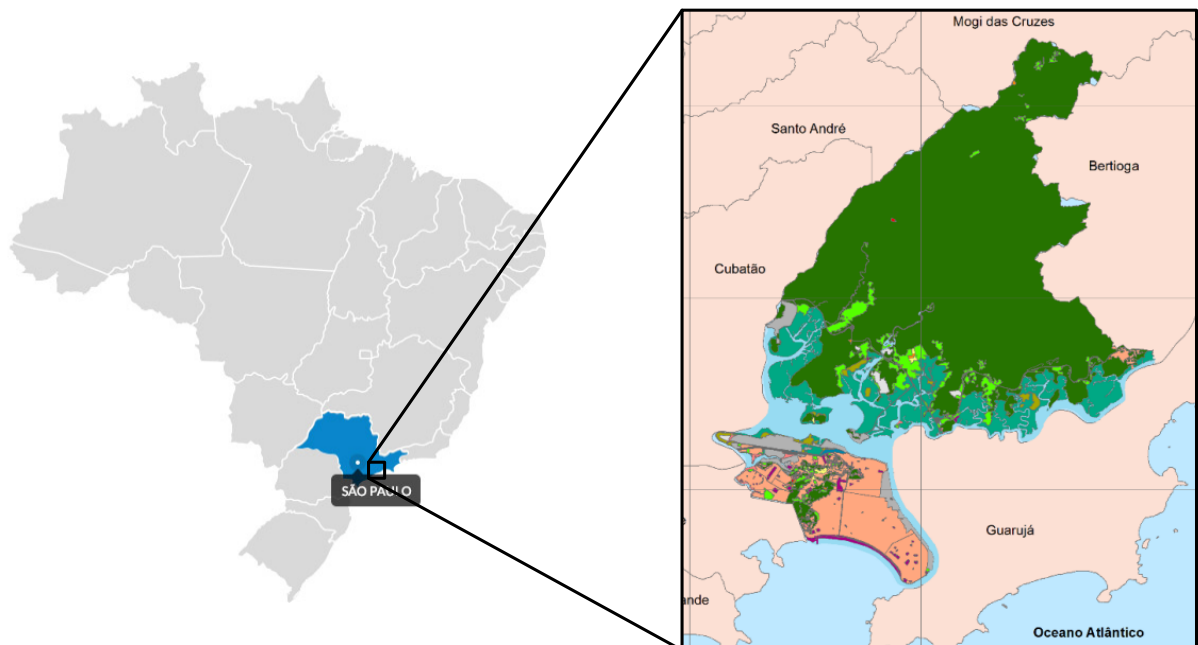 Mogi das Cruzes
Santo André
Bertioga
Cubatão
SÃO PAULO
Guarujá
ande
Oceano Atlântico